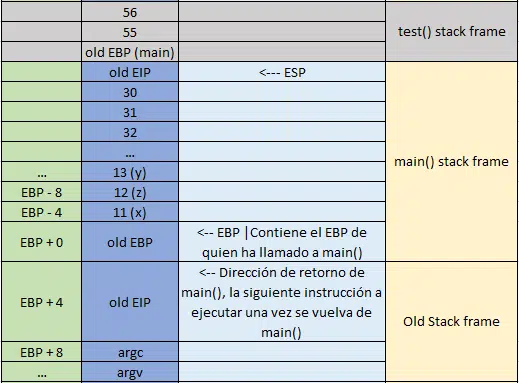 56
55
test() stack frame
old EBP (main)
old EIP
<--- ESP
30
31
32
...
main() stack frame
... 13 (y)
EBP - 8 12 (z)
EBP - 4 11 (x)
EBP + 0 old EBP
<-- EBP |Contiene el EBP de
quien ha llamado a main()
<-- Dirección de retorno de
main(), la siguiente instrucción a
ejecutar una vez se vuelva de
main()
EBP + 4 old EIP
Old Stack frame
EBP + 8 argc
... argv